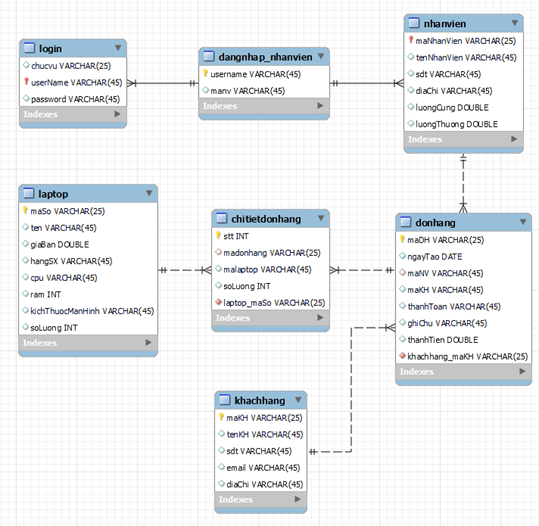 login
chucvu VARCHAR(25)
userName VARCHAR(45)
password VARCHAR(45)
Indexes
dangnhap_nhanvien
username VARCHAR(45)
manv VARCHAR(45)
Indexes
nhanvien
maNhanVien VARCHAR(25)
tenNhanVien VARCHAR(45)
sdt VARCHAR(45)
diaChi VARCHAR(45)
luongCung DOUBLE
luongThuong DOUBLE
Indexes
laptop
maSo VARCHAR(25)
ten VARCHAR(45)
giaBan DOUBLE
hangSX VARCHAR(45)
cpu VARCHAR(45)
ram INT
kichThuocManHinh VARCHAR(45)
soLuong INT
Indexes
chitietdonhang
stt INT
madonhang VARCHAR(25)
malaptop VARCHAR(45)
soLuong INT
laptop_maSo VARCHAR(25)
Indexes
donhang
maDH VARCHAR(25)
ngayTao DATE
maNV VARCHAR(25)
maKH VARCHAR(45)
thanhToan VARCHAR(45)
ghiChu VARCHAR(45)
thanhTien DOUBLE
khachhang_maKH VARCHAR(25)
Indexes
khachhang
maKH VARCHAR(25)
tenKH VARCHAR(45)
sdt VARCHAR(45)
email VARCHAR(45)
diaChi VARCHAR(45)
Indexes